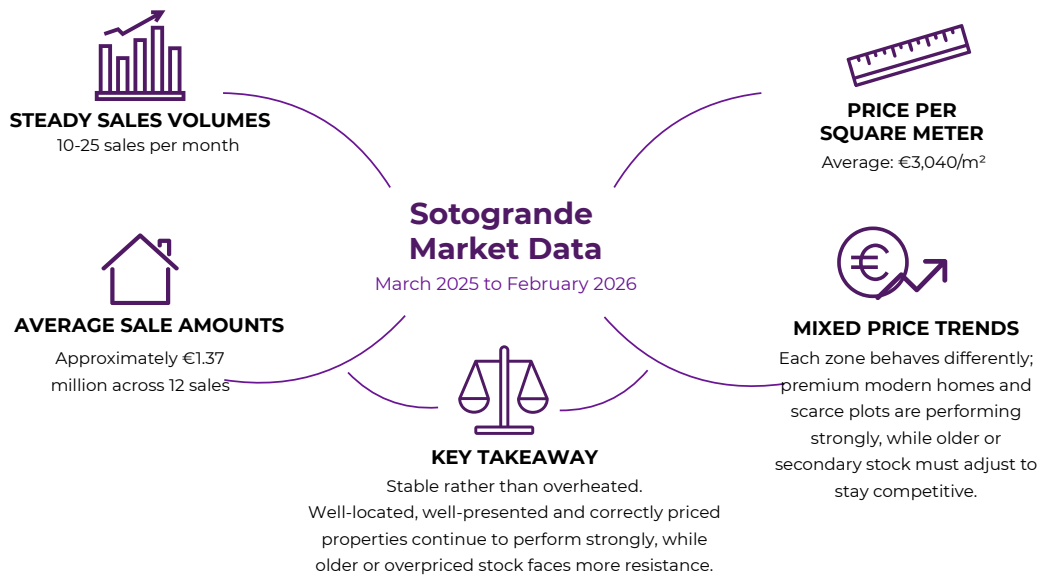 STEADY SALES VOLUMES
10-25 sales per month
PRICE PER
SQUARE METER
Average: €3,040/m²
Sotogrande
Market Data
March 2025 to February 2026
AVERAGE SALE AMOUNTS
Approximately €1.37
million across 12 sales
MIXED PRICE TRENDS
Each zone behaves differently;
premium modern homes and
scarce plots are performing
strongly, while older or
secondary stock must adjust to
stay competitive.
KEY TAKEAWAY
Stable rather than overheated.
Well-located, well-presented and correctly priced
properties continue to perform strongly, while
older or overpriced stock faces more resistance.